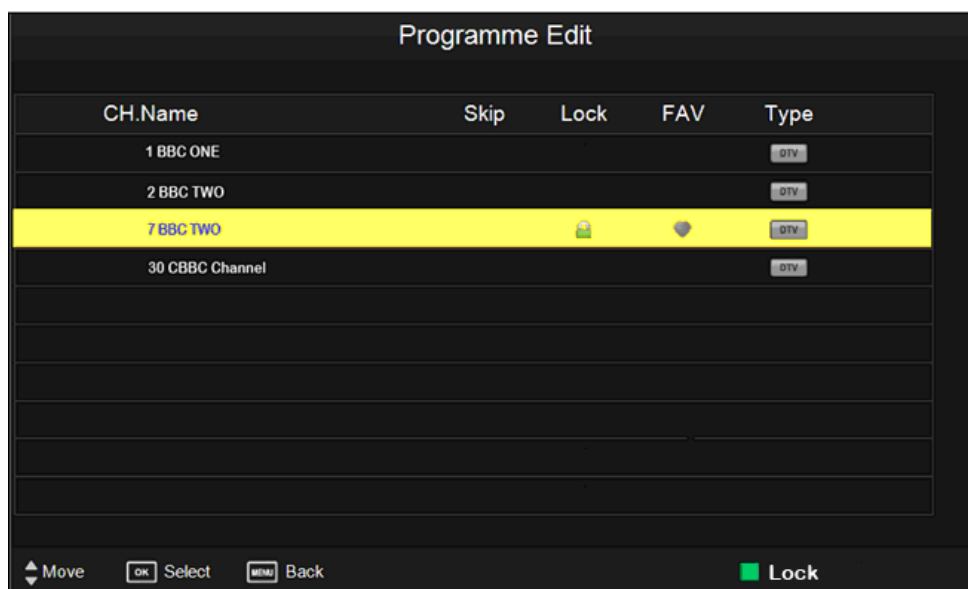 Programme Edit
CH.Name Skip Lock FAV Type
1 BBC ONE DTV
2 BBC TWO DTV
7 BBC TWO DTV
30 CBBC Channel DTV
Move OK Select MENU Back Lock